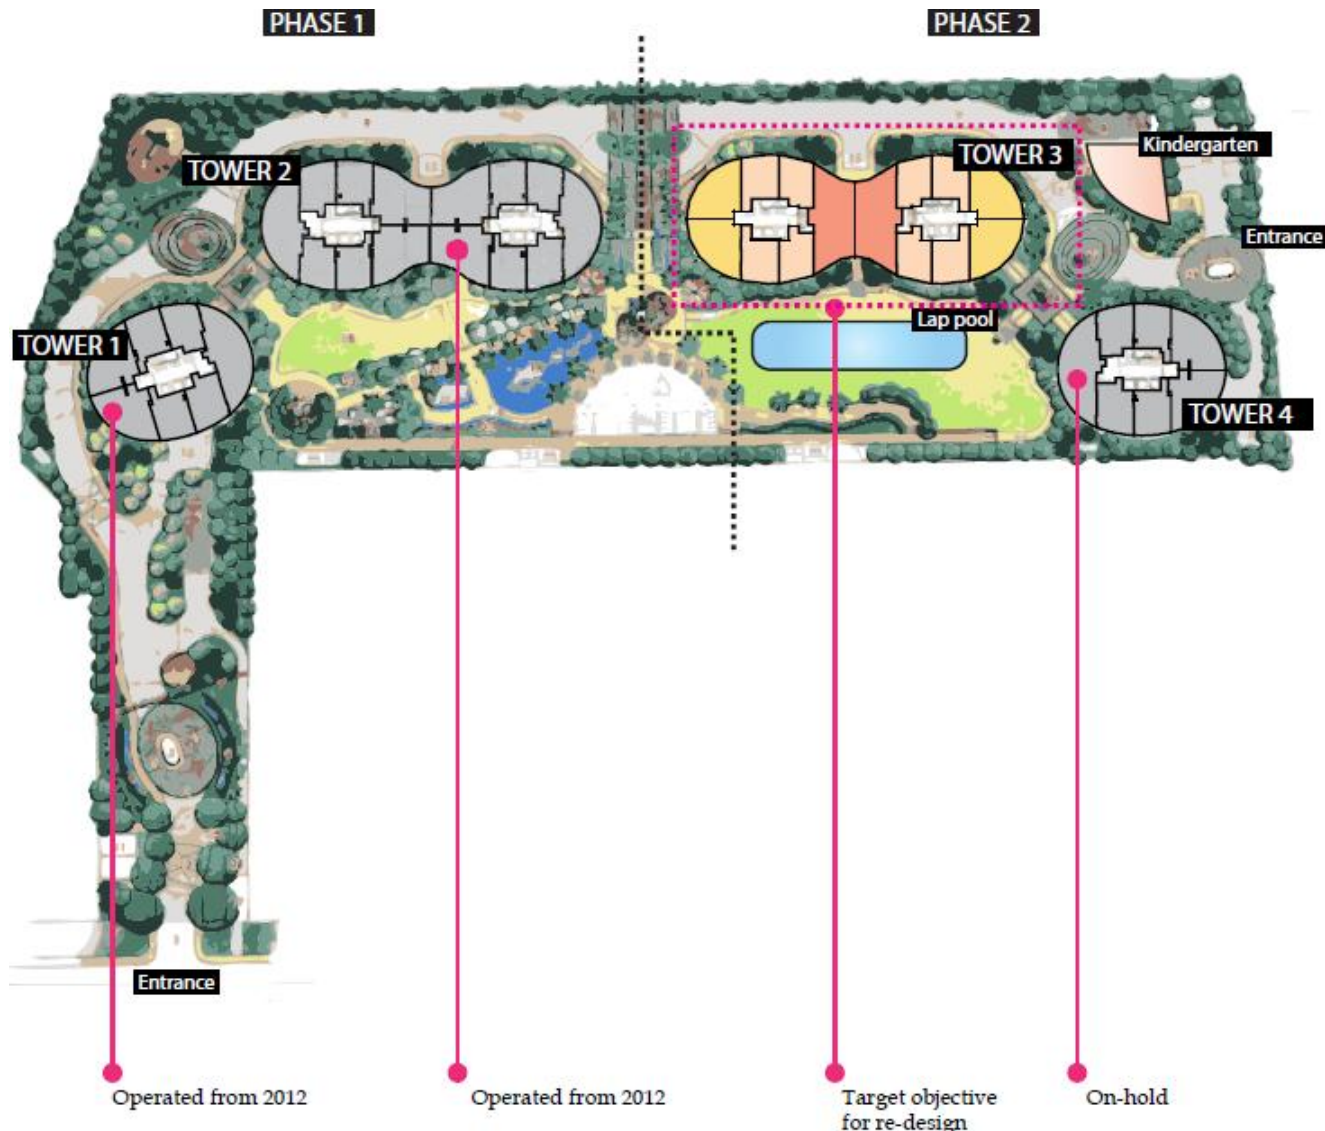 PHASE 1
PHASE 2
TOWER 2
TOWER 3
Kindergarten
Entrance
Lap pool
TOWER 1
TOWER 4
Entrance
Operated from 2012
Operated from 2012
Target objective
for re-design
On-hold